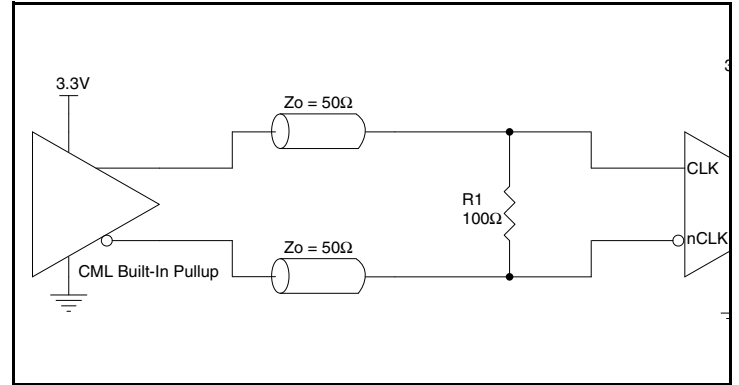 3.3V
Zo = 50Ω
CLK
R1
100Ω
nCLK
Zo = 50Ω
CML Built-In Pullup